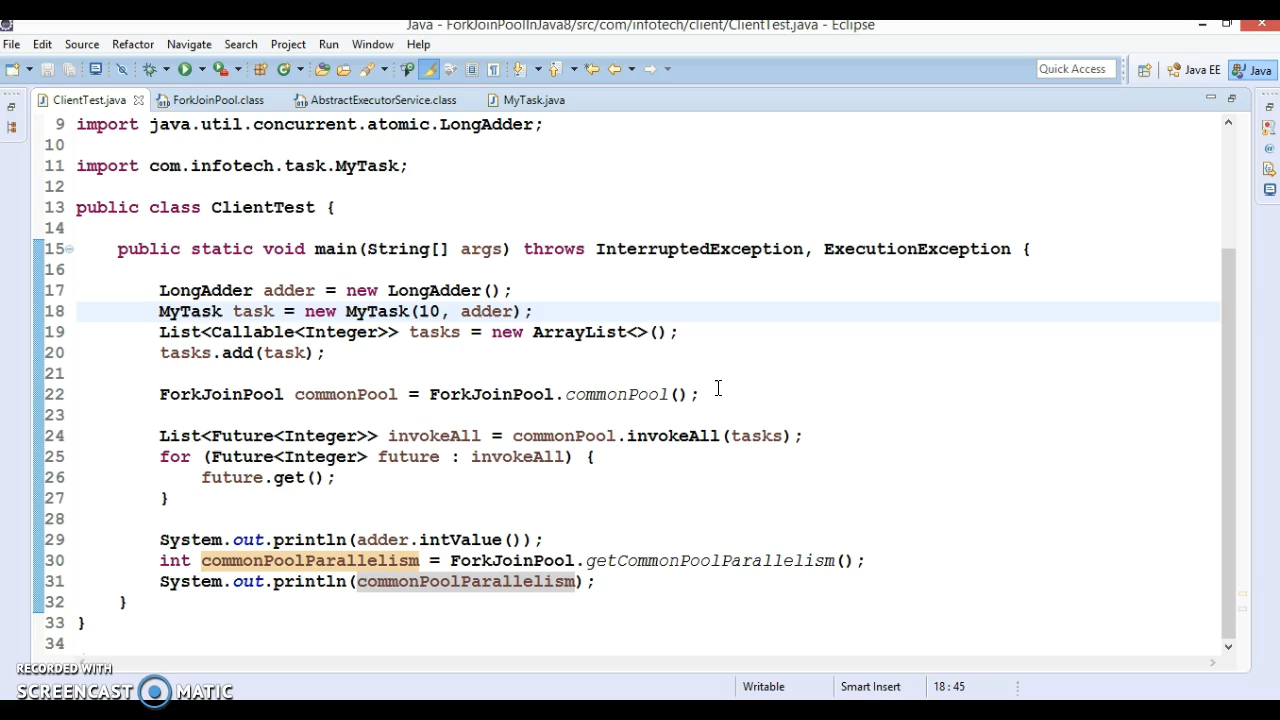 Java - ForkJoinPoolInJava8/src/com/infotech/client/ClientTest.java - Eclipse
File Edit Source Refactor Navigate Search Project Run Window Help
Quick Access Java EE Java
ClientTest.java ForkJoinPool.class AbstractExecutorService.class MyTask.java
9 import java.util.concurrent.atomic.LongAdder;
10
11 import com.infotech.task.MyTask;
12
13 public class ClientTest {
14
15 public static void main(String[] args) throws InterruptedException, ExecutionException {
16
17 LongAdder adder = new LongAdder();
18 MyTask task = new MyTask(10, adder);
19 List<Callable<Integer>> tasks = new ArrayList<>();
20 tasks.add(task);
21
22 ForkJoinPool commonPool = ForkJoinPool.commonPool();
23
24 List<Future<Integer>> invokeAll = commonPool.invokeAll(tasks);
25 for (Future<Integer> future : invokeAll) {
26 future.get();
27 }
28
29 System.out.println(adder.intValue());
30 int commonPoolParallelism = ForkJoinPool.getCommonPoolParallelism();
31 System.out.println(commonPoolParallelism);
32 }
33 }
34
RECORDED WITH
SCREENCAST MATIC
Writable Smart Insert 18 : 45